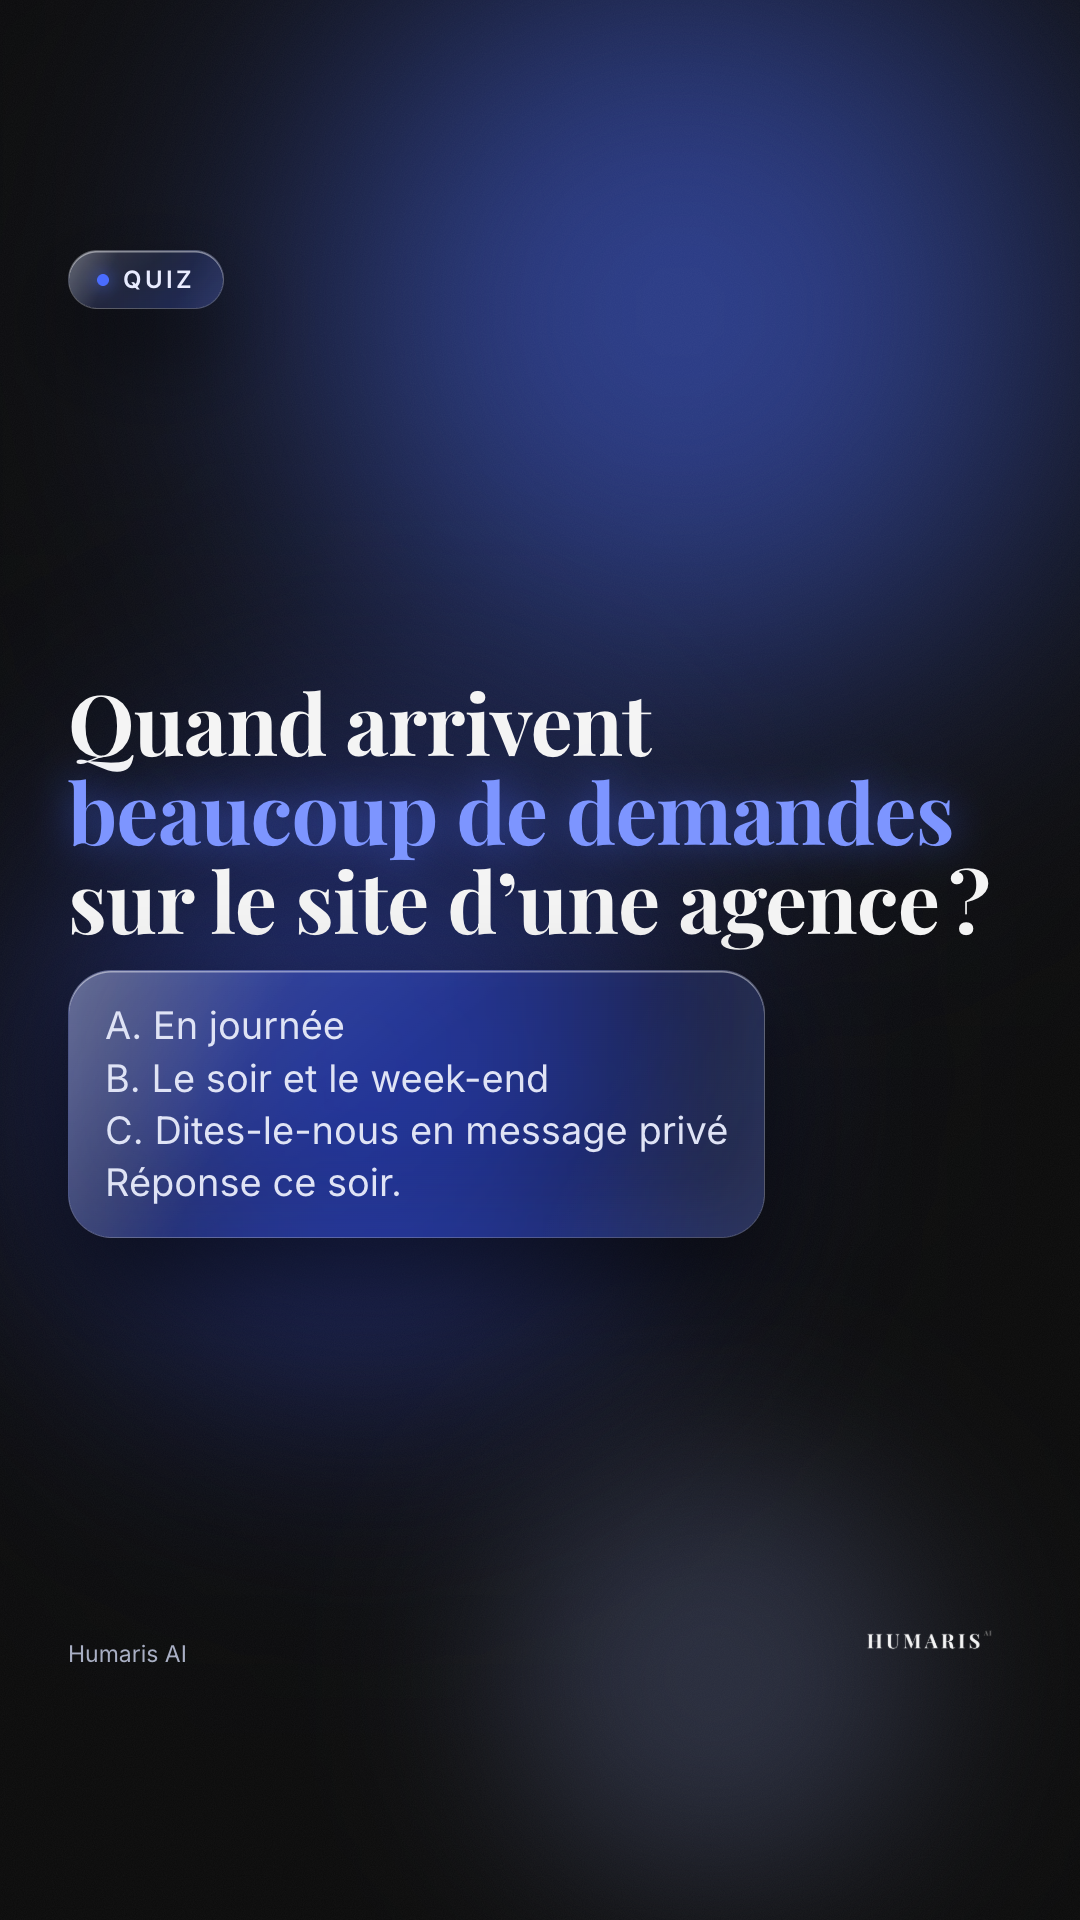 QUIZ
Quand arrivent
beaucoup de demandes
sur le site d’une agence ?
A. En journée
B. Le soir et le week-end
C. Dites-le-nous en message privé
Réponse ce soir.
Humaris AI
HUMARIS AI